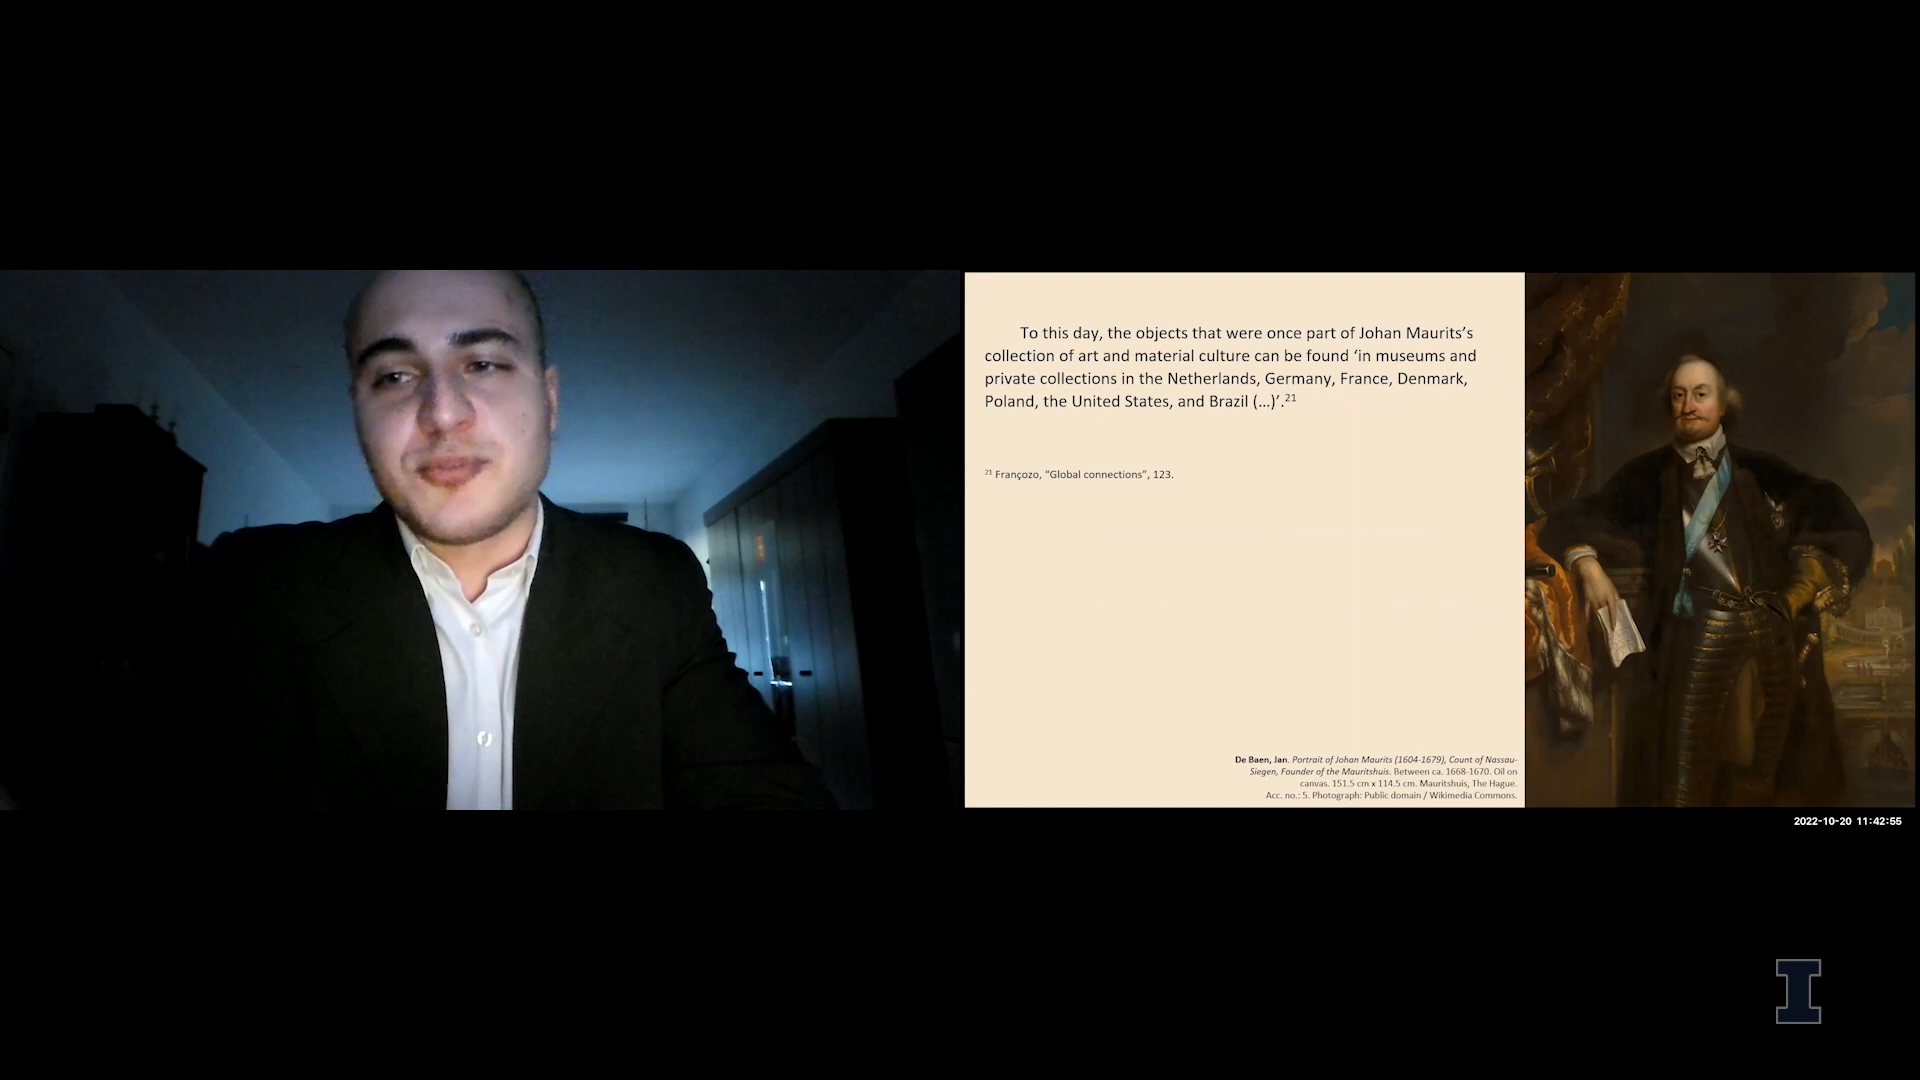 To this day, the objects that were once part of Johan Maurits’s
collection of art and material culture can be found ‘in museums and
private collections in the Netherlands, Germany, France, Denmark,
Poland, the United States, and Brazil (...)’.21
21 Françozo, “Global connections”, 123.
De Baen, Jan. Portrait of Johan Maurits (1604-1679), Count of Nassau-
Siegen, Founder of the Mauritshuis. Between ca. 1668-1670. Oil on
canvas. 151.5 cm x 114.5 cm. Mauritshuis, The Hague.
Acc. no.: 5. Photograph: Public domain / Wikimedia Commons.
2022-10-20 11:42:55
I